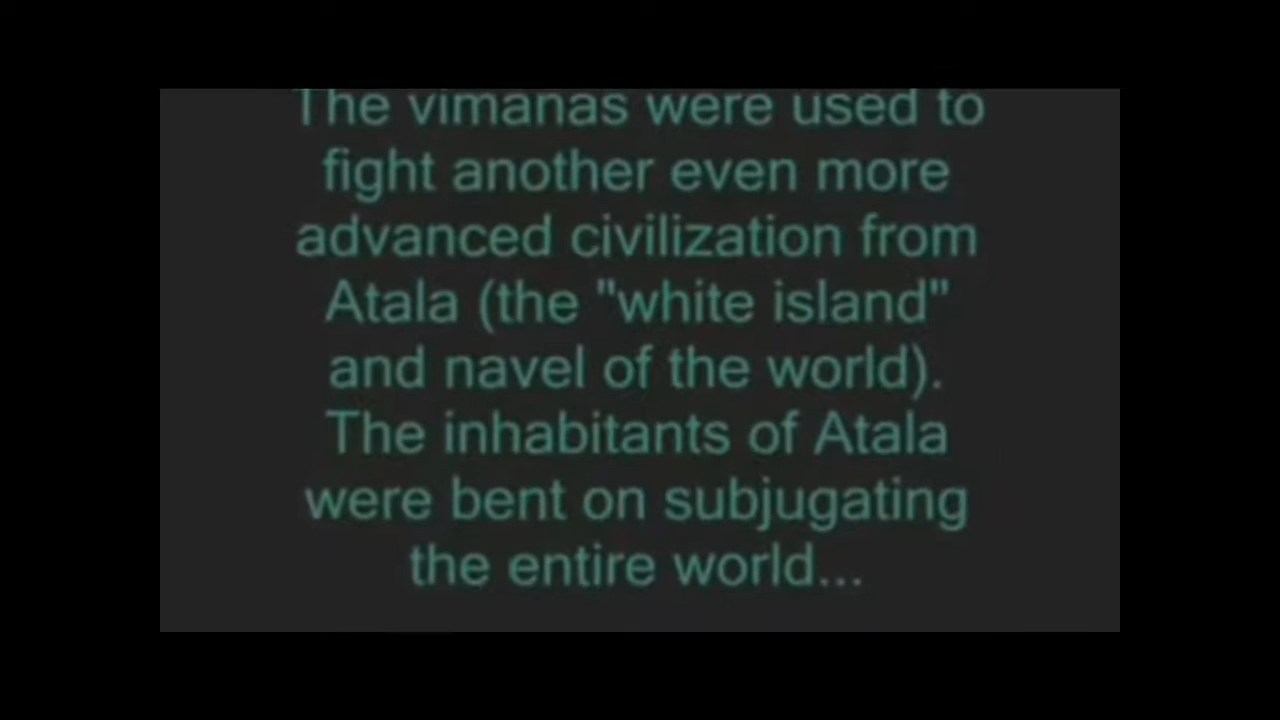 The vimanas were used to
fight another even more
advanced civilization from
Atala (the "white island"
and navel of the world).
The inhabitants of Atala
were bent on subjugating
the entire world...